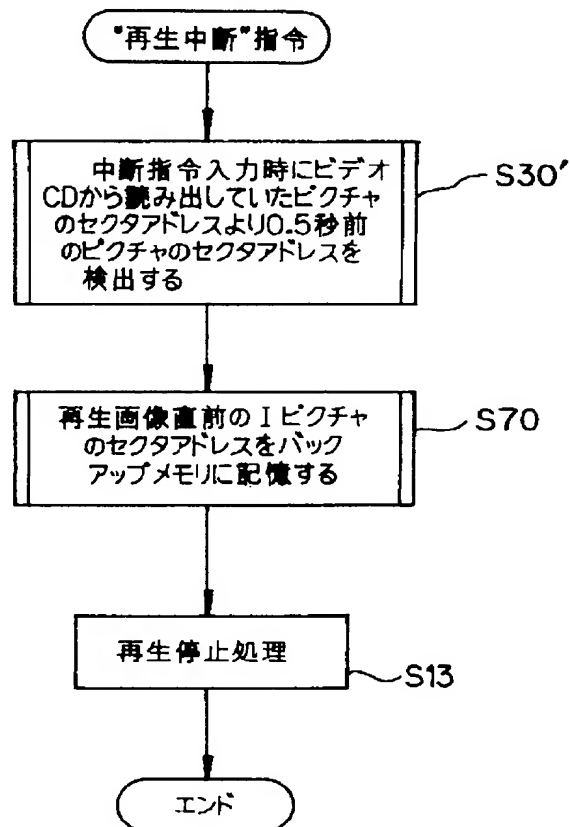 "再生中断"指令
中断指令入力時にビデオ
CDから読み出していたピクチャ
のセクタアドレスより0.5秒前
のピクチャのセクタアドレスを
検出する
S30'
再生画像直前のIピクチャ
のセクタアドレスをバック
アップメモリに記憶する
S70
再生停止処理
S13
エンド